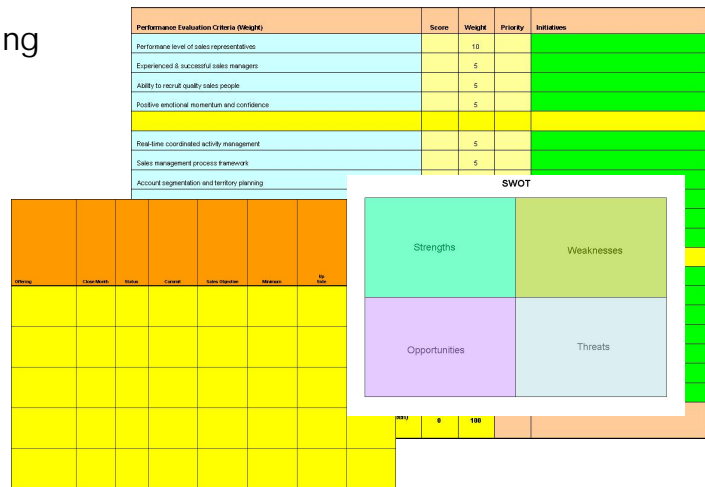 ng
Performance Evaluation Criteria (Weight) Score Weight Priority Initiatives
Performane level of sales representatives 10
Experienced & successful sales managers 5
Ability to recruit quality sales people 5
Positive emotional momentum and confidence 5
Real-time coordinated activity management 5
Sales management process framework 5
Account segmentation and territory planning
SWOT
Strengths Weaknesses
Opportunities Threats
Offering Close Month Status Commit Sales Objective Minimum Up Side
0 100